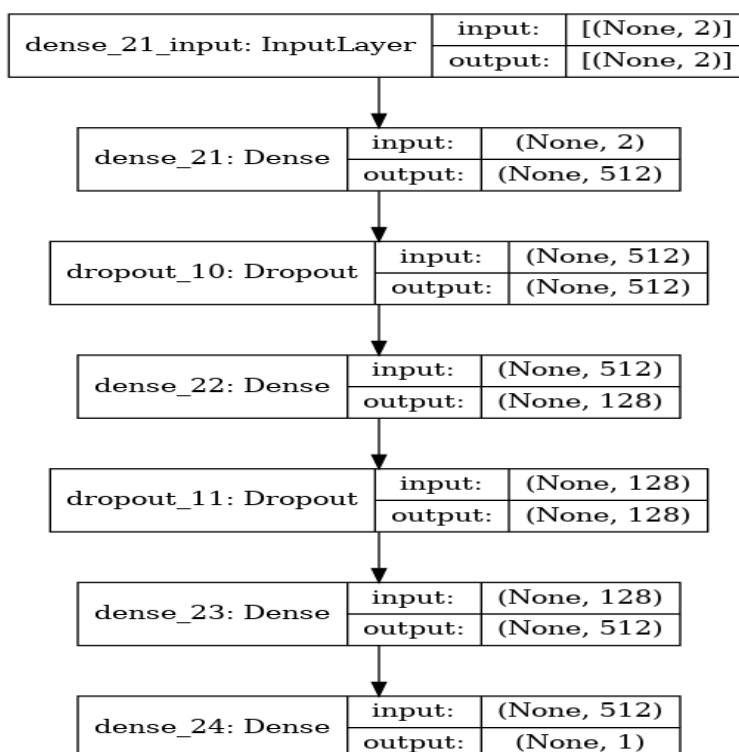 dense_21_input: InputLayer
input: [(None, 2)]
output: [(None, 2)]
dense_21: Dense
input: (None, 2)
output: (None, 512)
dropout_10: Dropout
input: (None, 512)
output: (None, 512)
dense_22: Dense
input: (None, 512)
output: (None, 128)
dropout_11: Dropout
input: (None, 128)
output: (None, 128)
dense_23: Dense
input: (None, 128)
output: (None, 512)
dense_24: Dense
input: (None, 512)
output: (None, 1)